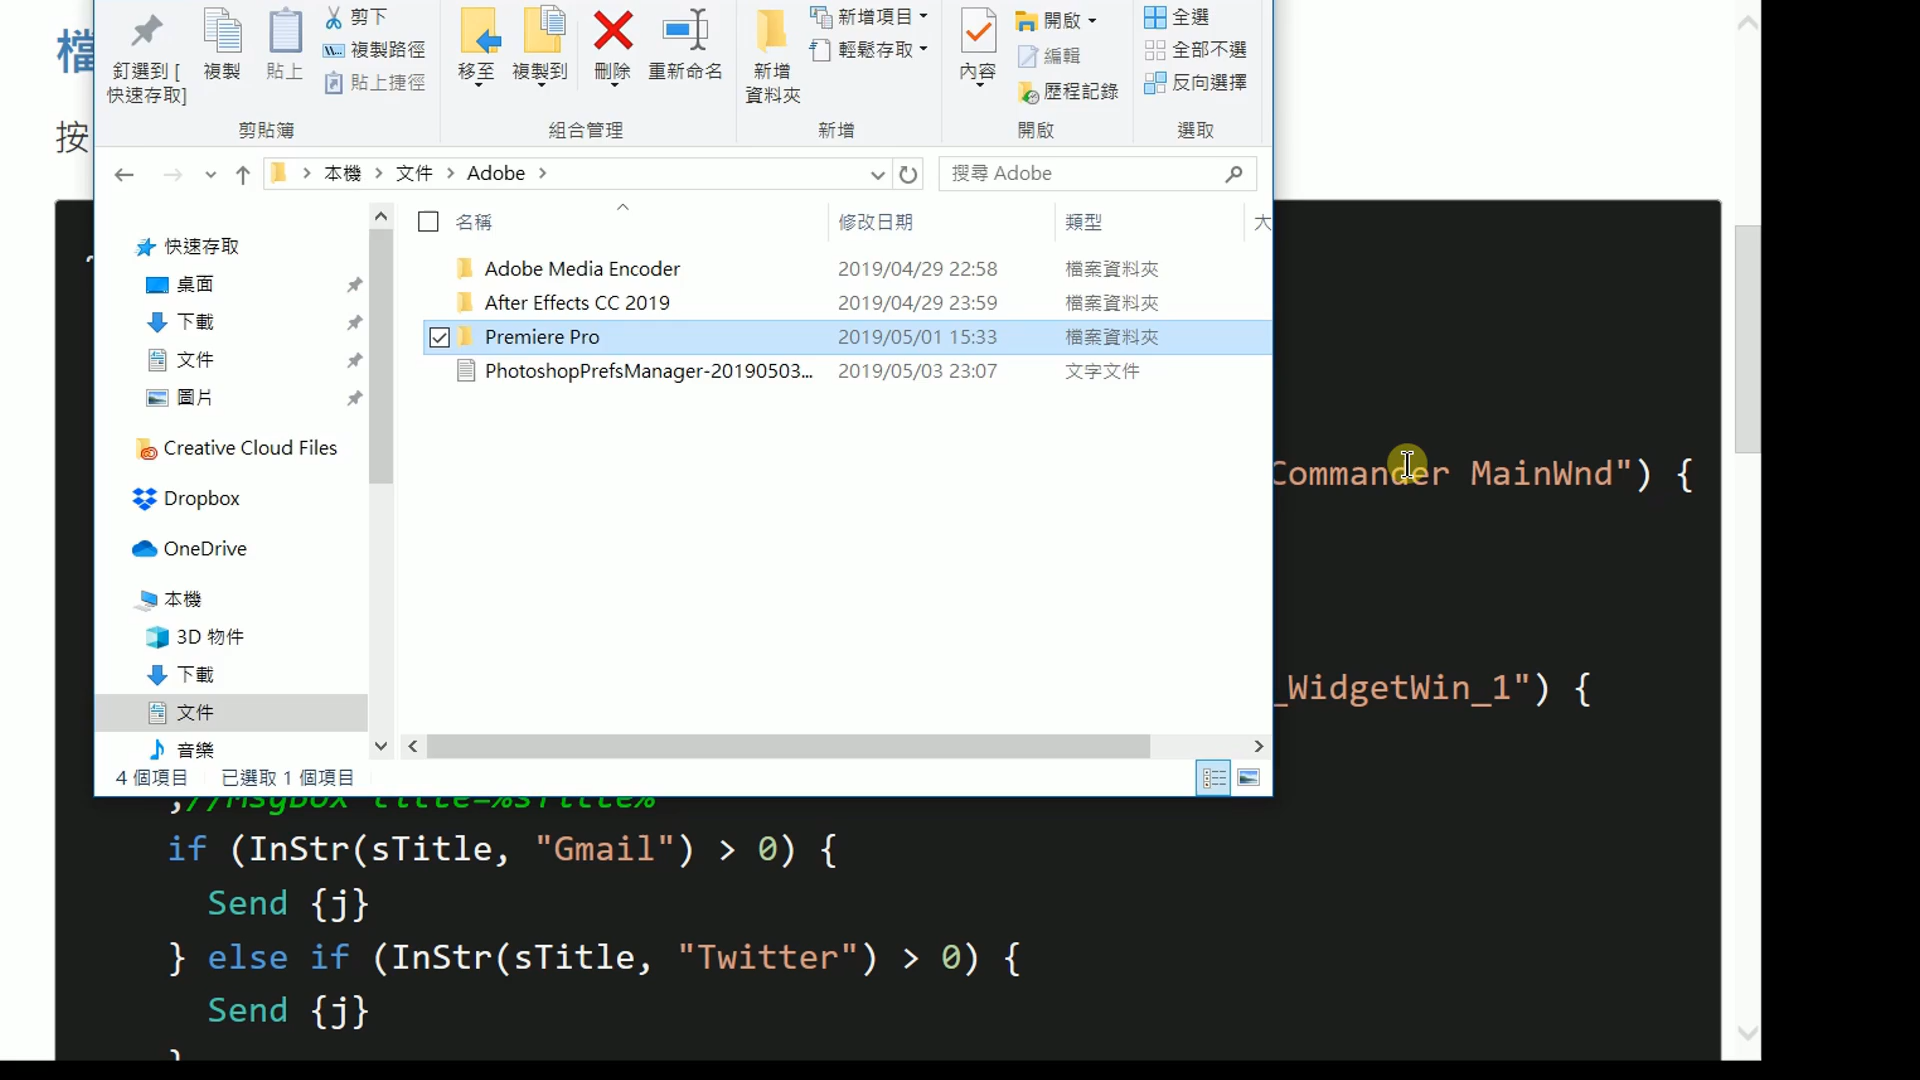 檔
按
釘選到 [
快速存取]
複製
貼上
剪下
複製路徑
貼上捷徑
剪貼簿
移至
複製到
刪除
重新命名
組合管理
新增
資料夾
新增項目
輕鬆存取
新增
內容
開啟
編輯
歷程記錄
開啟
全選
全部不選
反向選擇
選取
本機 > 文件 > Adobe >
搜尋 Adobe
名稱 修改日期 類型 大
Adobe Media Encoder 2019/04/29 22:58 檔案資料夾
After Effects CC 2019 2019/04/29 23:59 檔案資料夾
Premiere Pro 2019/05/01 15:33 檔案資料夾
PhotoshopPrefsManager-20190503... 2019/05/03 23:07 文字文件
快速存取
桌面
下載
文件
圖片
Creative Cloud Files
Dropbox
OneDrive
本機
3D 物件
下載
文件
音樂
4 個項目 已選取 1 個項目
Commander MainWnd") {
_WidgetWin_1") {
;//MsgBox title=%sTitle%
if (InStr(sTitle, "Gmail") > 0) {
Send {j}
} else if (InStr(sTitle, "Twitter") > 0) {
Send {j}
}